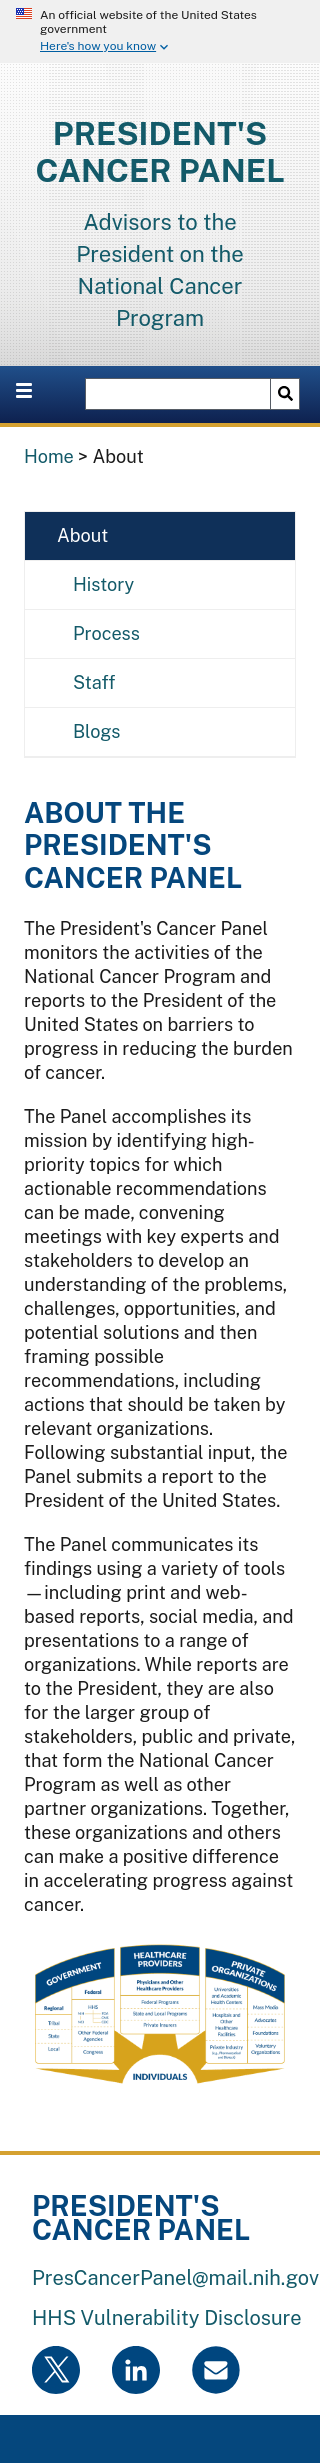 An official website of the United States
government
Here's how you know
PRESIDENT'S
CANCER PANEL
Advisors to the
President on the
National Cancer
Program
Home > About
About
History
Process
Staff
Blogs
ABOUT THE
PRESIDENT'S
CANCER PANEL
The President's Cancer Panel
monitors the activities of the
National Cancer Program and
reports to the President of the
United States on barriers to
progress in reducing the burden
of cancer.
The Panel accomplishes its
mission by identifying high-
priority topics for which
actionable recommendations
can be made, convening
meetings with key experts and
stakeholders to develop an
understanding of the problems,
challenges, opportunities, and
potential solutions and then
framing possible
recommendations, including
actions that should be taken by
relevant organizations.
Following substantial input, the
Panel submits a report to the
President of the United States.
The Panel communicates its
findings using a variety of tools
—including print and web-
based reports, social media, and
presentations to a range of
organizations. While reports are
to the President, they are also
for the larger group of
stakeholders, public and private,
that form the National Cancer
Program as well as other
partner organizations. Together,
these organizations and others
can make a positive difference
in accelerating progress against
cancer.
GOVERNMENT
Regional
Tribal
State
Local
Federal
HHS
Other Federal
Agencies
Congress
HEALTHCARE
PROVIDERS
Physicians and Other
Healthcare Providers
Federal Programs
State and Local Programs
Private Insurers
PRIVATE
ORGANIZATIONS
Universities
and Academic
Health Centers
Hospitals and
Other
Healthcare
Facilities
Private Industry
Mass Media
Advocates
Foundations
Voluntary
Organizations
INDIVIDUALS
PRESIDENT'S
CANCER PANEL
PresCancerPanel@mail.nih.gov
HHS Vulnerability Disclosure